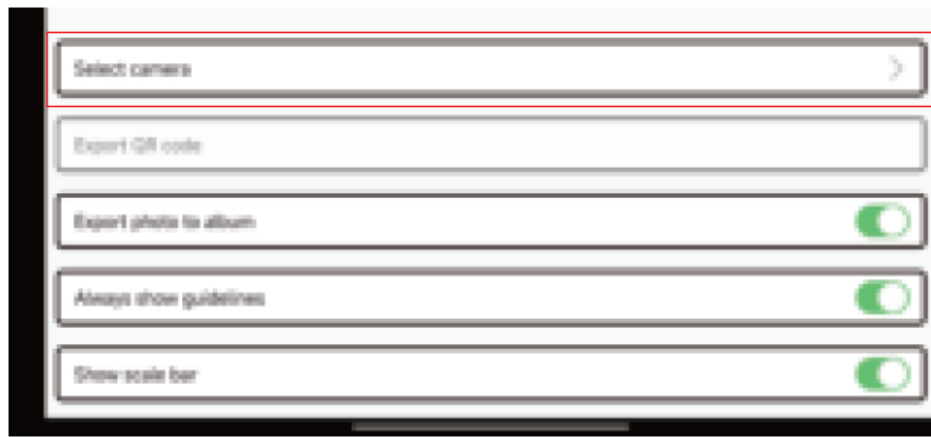 Select camera
Export QR code
Export photo to album
Always show guidelines
Show scale bar